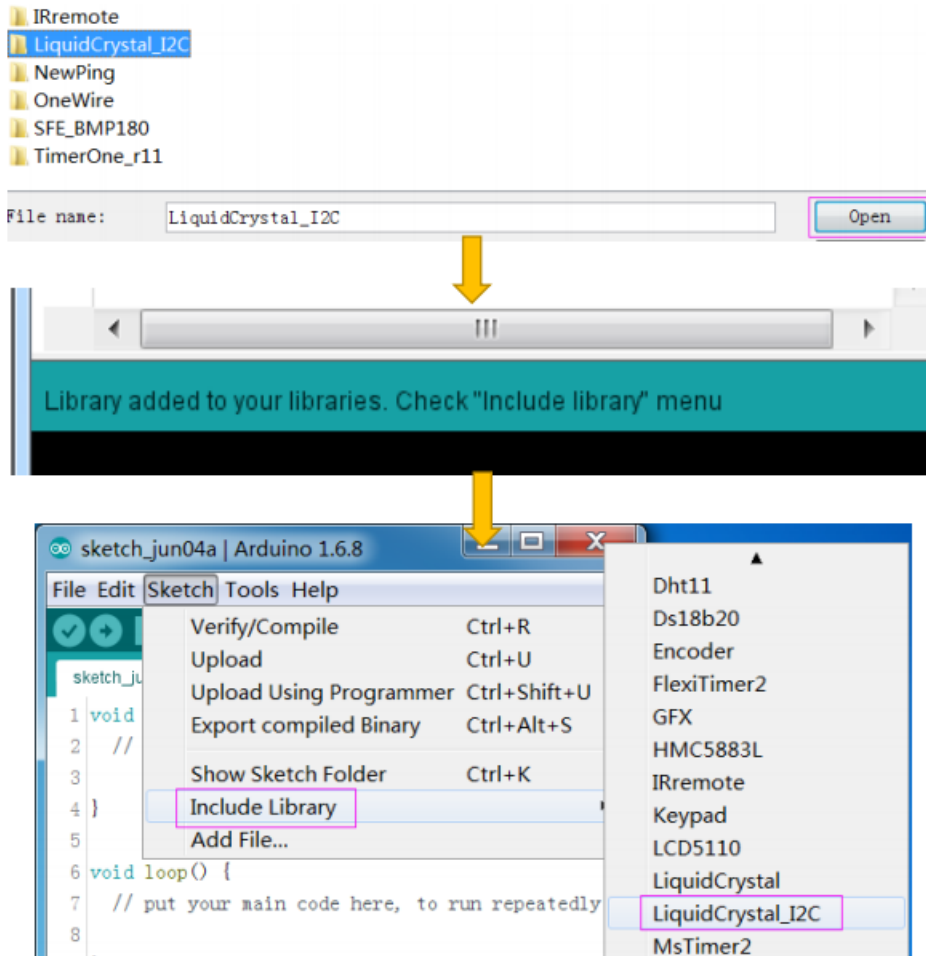 IRremote
LiquidCrystal_I2C
NewPing
OneWire
SFE_BMP180
TimerOne_r11
File name: LiquidCrystal_I2C Open
Library added to your libraries. Check "Include library" menu
sketch_jun04a | Arduino 1.6.8
File Edit Sketch Tools Help
Verify/Compile Ctrl+R
Upload Ctrl+U
Upload Using Programmer Ctrl+Shift+U
Export compiled Binary Ctrl+Alt+S
Show Sketch Folder Ctrl+K
Include Library
Add File...
sketch_ju
1 void
2 //
3
4 }
5
6 void loop() {
7 // put your main code here, to run repeatedly
8
Dht11
Ds18b20
Encoder
FlexiTimer2
GFX
HMC5883L
IRremote
Keypad
LCD5110
LiquidCrystal
LiquidCrystal_I2C
MsTimer2